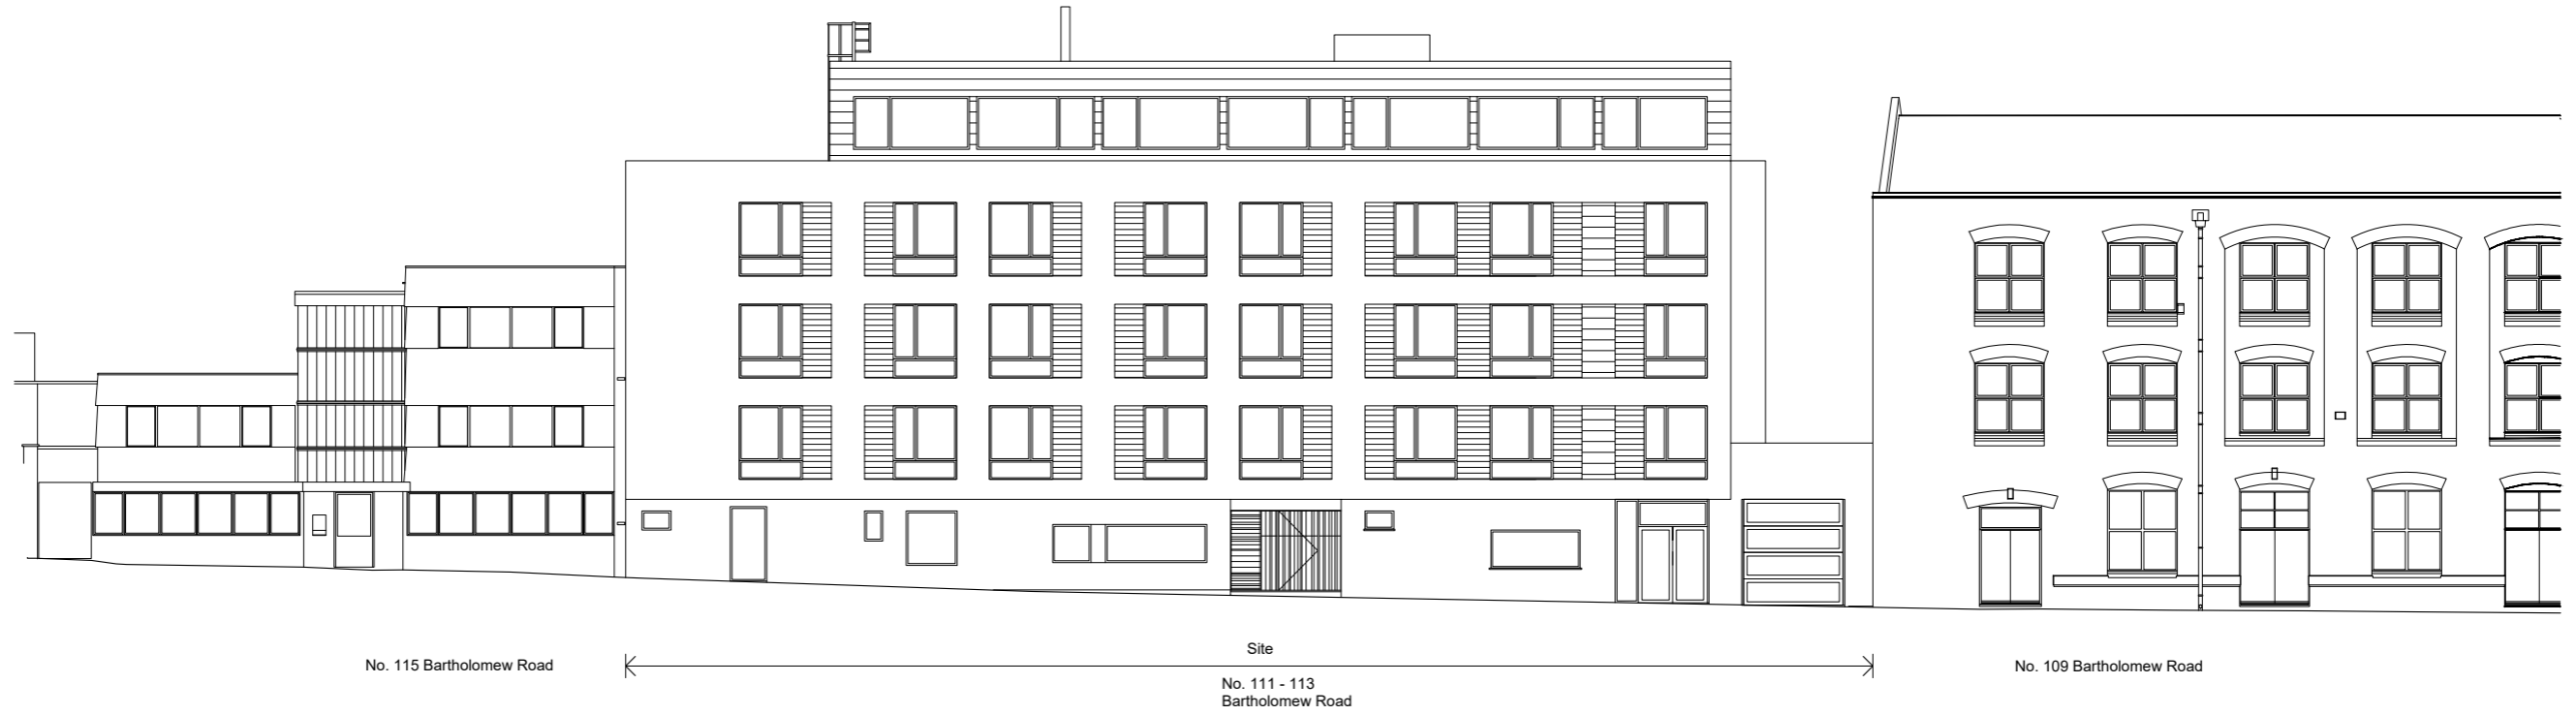 Site
No. 115 Bartholomew Road
No. 109 Bartholomew Road
No. 111 - 113
Bartholomew Road